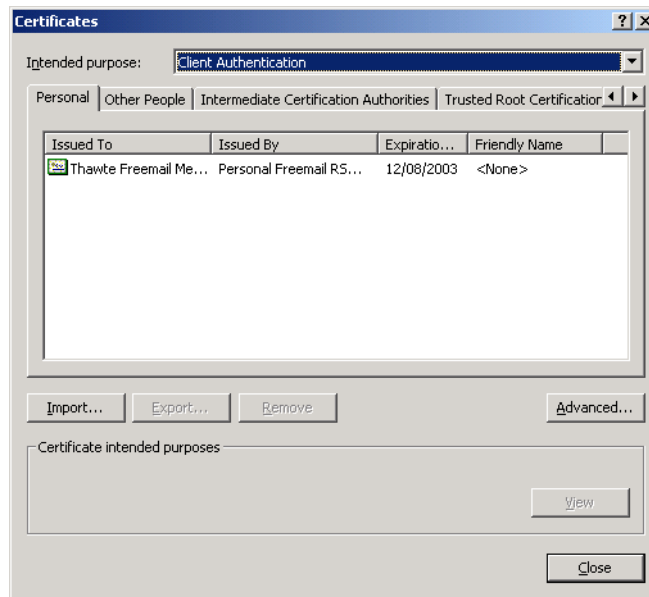 Certificates
Intended purpose: Client Authentication
Personal Other People Intermediate Certification Authorities Trusted Root Certification
Issued To Issued By Expiratio... Friendly Name
Thawte Freemail Me... Personal Freemail RS... 12/08/2003 <None>
Import... Export... Remove Advanced...
Certificate intended purposes
View
Close